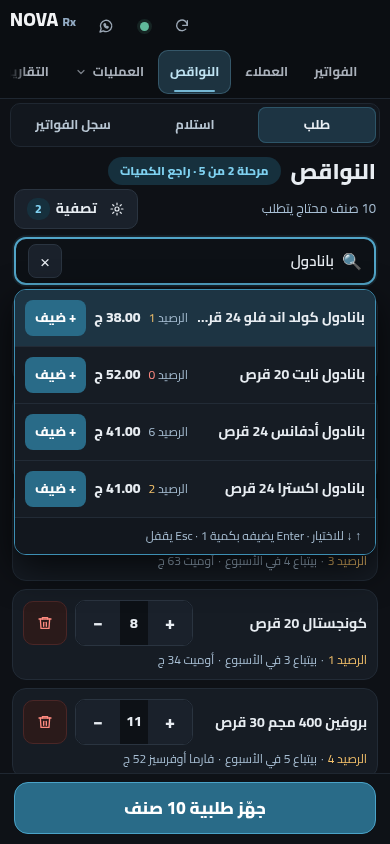 NOVA Rx
الفواتير
العملاء
النواقص
العمليات
التقاري
طلب
استلام
سجل الفواتير
النواقص
مرحلة 2 من 5 · راجع الكميات
10 صنف محتاج يتطلب
تصفية 2
بانادول
×
بانادول كولد اند فلو 24 قر... الرصيد 1 38.00 ج + ضيف
بانادول نايت 20 قرص الرصيد 0 52.00 ج + ضيف
بانادول أدفانس 24 قرص الرصيد 6 41.00 ج + ضيف
بانادول اكسترا 24 قرص الرصيد 2 41.00 ج + ضيف
↑ ↓ للاختيار · Enter يضيفه بكمية 1 · Esc يقفل
الرصيد 3 · بيتباع 4 في الأسبوع · أوميت 63 ج
كونجستال 20 قرص + 8 −
الرصيد 1 · بيتباع 3 في الأسبوع · أوميت 34 ج
بروفين 400 مجم 30 قرص + 11 −
الرصيد 4 · بيتباع 5 في الأسبوع · فارما أوفرسيز 52 ج
جهّز طلبية 10 صنف